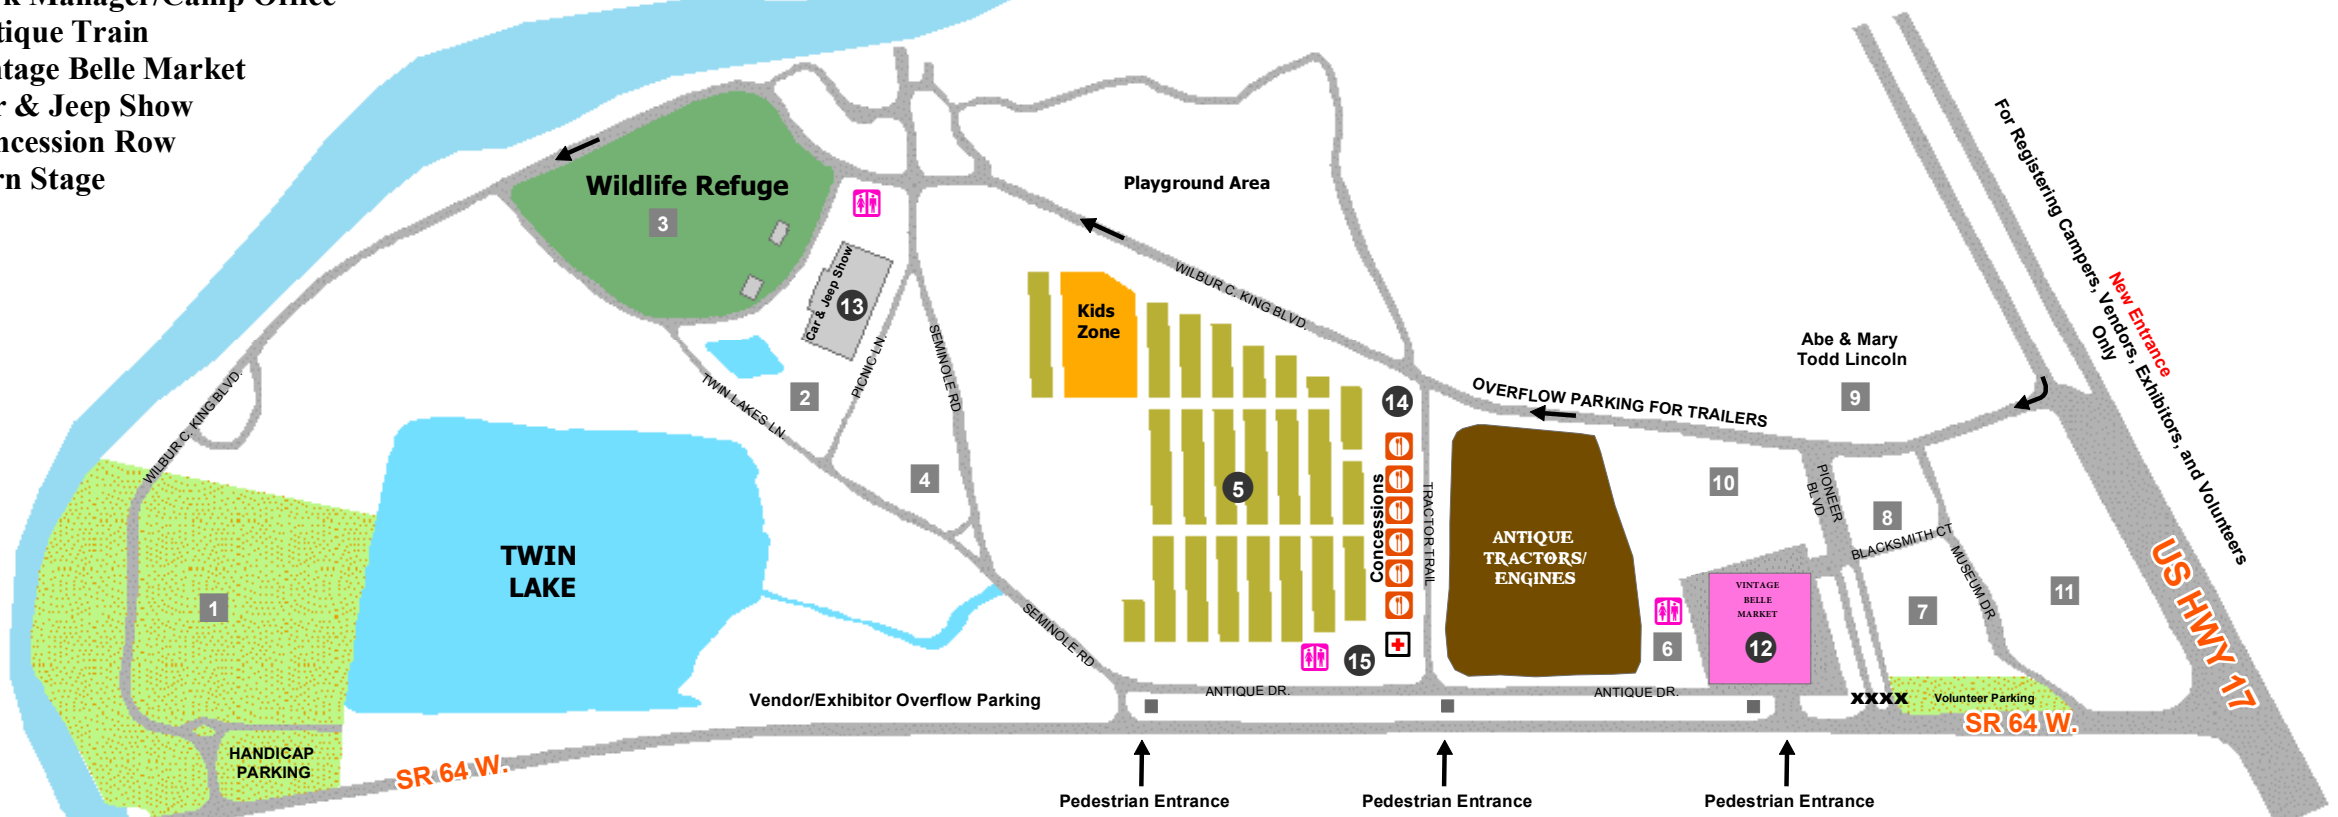 Manager/Camp Office
Train
Belle Market
& Jeep Show
Row
Stage
Wildlife Refuge
3
Playground Area
For Registering Campers, Vendors, Exhibitors, and Volunteers
Only
New Entrance
Car & Jeep Show
13
WILBUR C. KING BLVD.
Kids
Zone
Abe & Mary
Todd Lincoln
9
OVERFLOW PARKING FOR TRAILERS
14
2
PICNIC LN.
SEMINOLE RD
TWIN LAKES LN.
WILBUR C. KING BLVD.
4
5
Concessions
TRACTOR TRAIL
10
PIONEER
BLVD
8
BLACKSMITH CT
MUSEUM DR
11
US HWY 17
ANTIQUE
TRACTORS/
ENGINES
TWIN
LAKE
1
VINTAGE
BELLE
MARKET
12
6
7
15
SEMINOLE RD
ANTIQUE DR.
ANTIQUE DR.
XXXX
Volunteer Parking
SR 64 W.
Vendor/Exhibitor Overflow Parking
HANDICAP
PARKING
SR 64 W.
Pedestrian Entrance
Pedestrian Entrance
Pedestrian Entrance